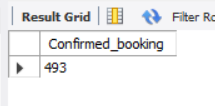 Result Grid Filter Ro
Confirmed_booking
493